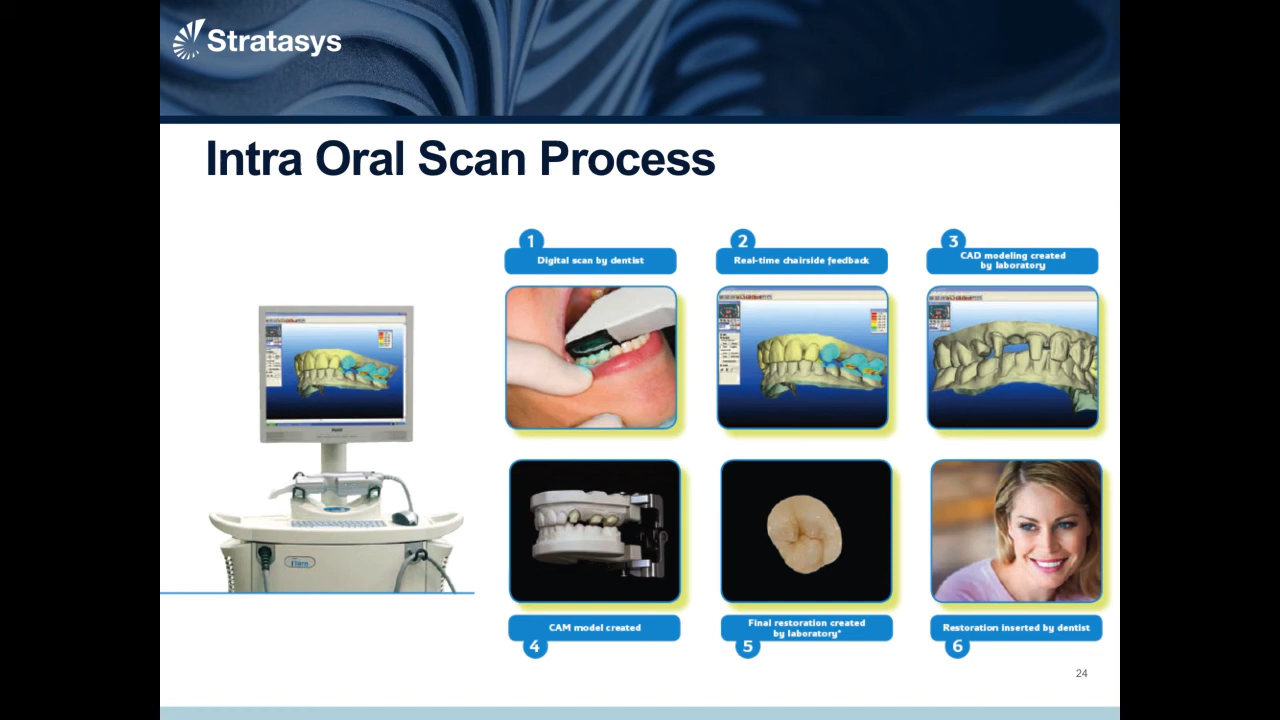 Stratasys
Intra Oral Scan Process
1
Digital scan by dentist
2
Real-time chairside feedback
3
CAD modeling created
by laboratory
iTero
CAM model created
4
Final restoration created
by laboratory*
5
Restoration inserted by dentist
6
24